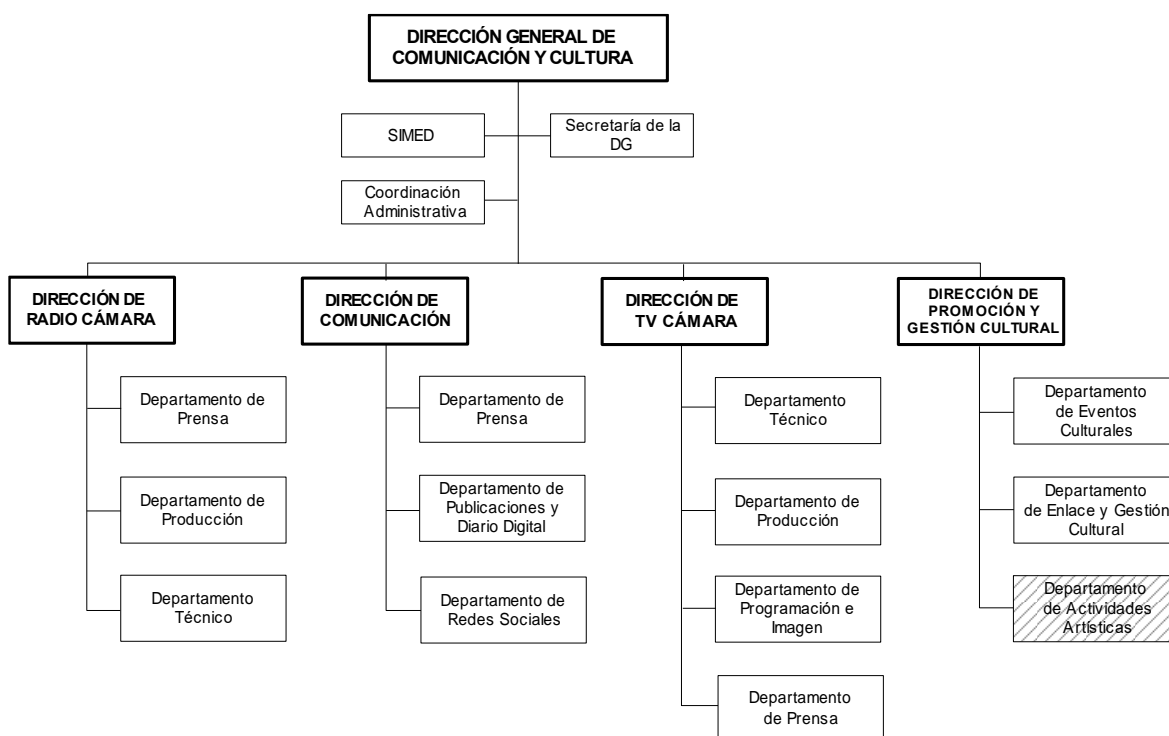 DIRECCIÓN GENERAL DE
COMUNICACIÓN Y CULTURA
SIMED
Secretaría de la
DG
Coordinación
Administrativa
DIRECCIÓN DE
RADIO CÁMARA
Departamento de
Prensa
Departamento de
Producción
Departamento
Técnico
DIRECCIÓN DE
COMUNICACIÓN
Departamento de
Prensa
Departamento de
Publicaciones y
Diario Digital
Departamento de
Redes Sociales
DIRECCIÓN DE
TV CÁMARA
Departamento
Técnico
Departamento de
Producción
Departamento de
Programación e
Imagen
Departamento
de Prensa
DIRECCIÓN DE
PROMOCIÓN Y
GESTIÓN CULTURAL
Departamento
de Eventos
Culturales
Departamento
de Enlace y Gestión
Cultural
Departamento
de Actividades
Artísticas